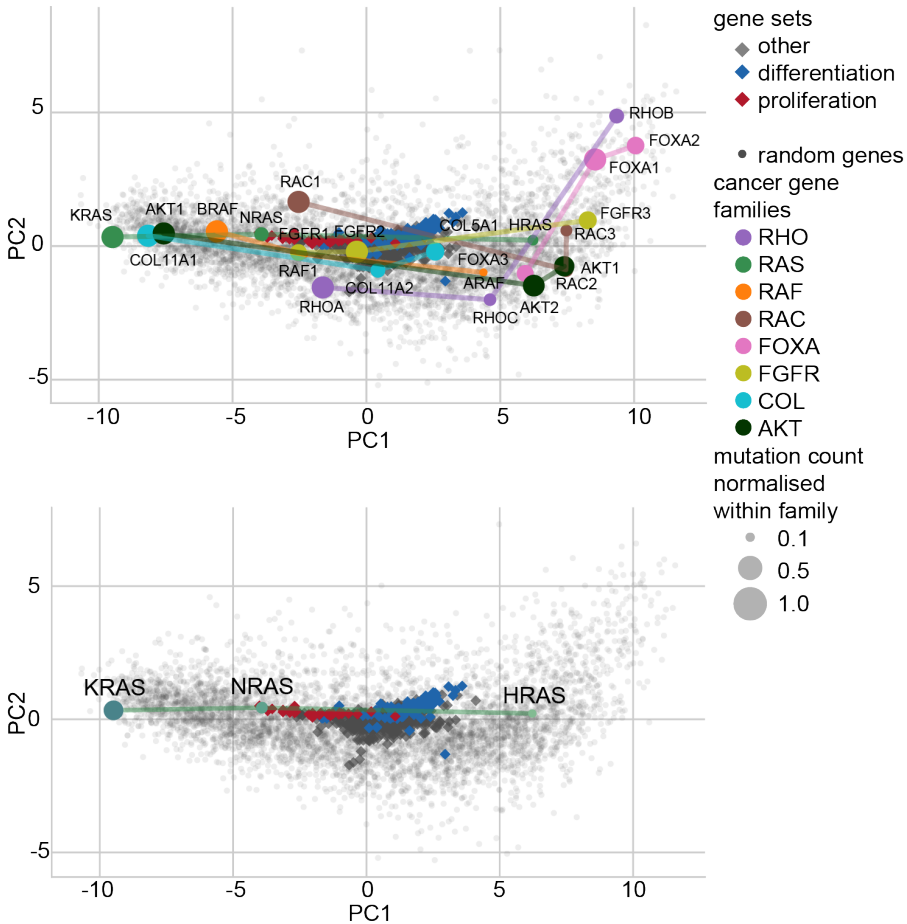 gene sets
other
differentiation
proliferation
random genes
cancer gene
families
RHO
RAS
RAF
RAC
FOXA
FGFR
COL
AKT
mutation count
normalised
within family
0.1
0.5
1.0
PC2
5
0
-5
RHOB
FOXA2
FOXA1
RAC1
KRAS
AKT1
BRAF
NRAS
COL5A1
HRAS
FGFR3
FGFR1
FGFR2
RAC3
COL11A1
FOXA3
AKT1
RAF1
ARAF
RAC2
COL11A2
RHOA
AKT2
RHOC
-10
-5
0
5
10
PC1
PC2
5
0
-5
KRAS
NRAS
HRAS
-10
-5
0
5
10
PC1